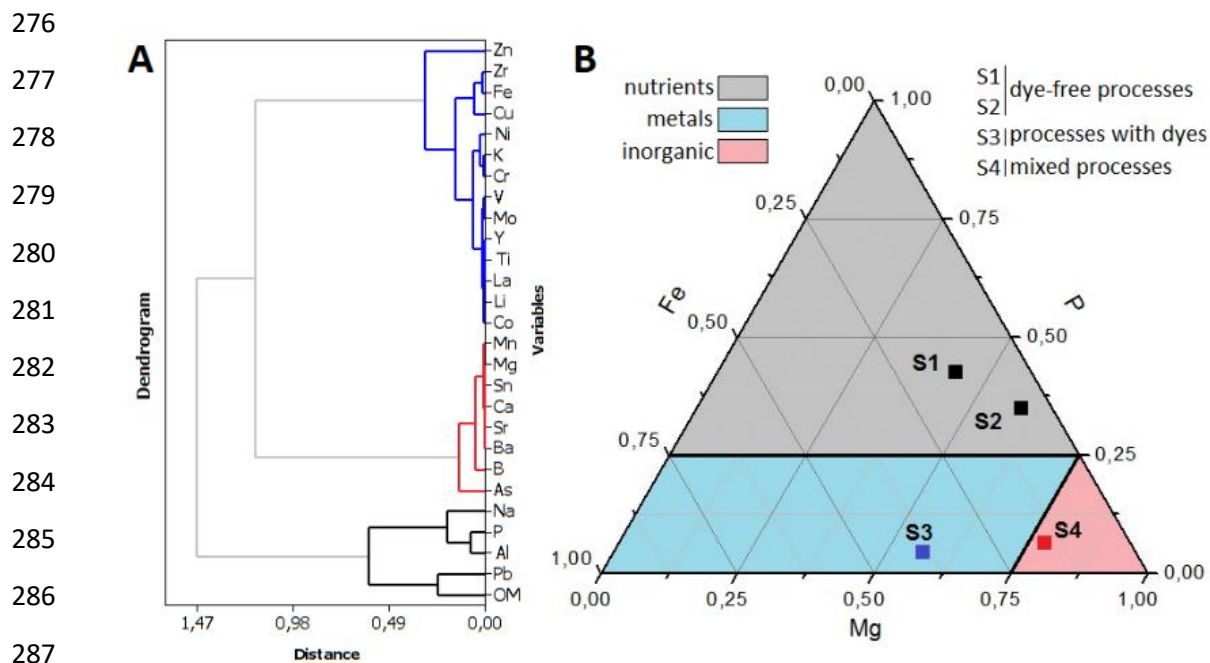 276
277
278
279
280
281
282
283
284
285
286
287
A
Dendrogram
Zn
Zr
Fe
Cu
Ni
K
Cr
V
Mo
Y
Ti
La
Li
Co
Mn
Mg
Sn
Ca
Sr
Ba
B
As
Na
P
Al
Pb
OM
Variables
1,47 0,98 0,49 0,00
Distance
B
nutrients
metals
inorganic
S1
S2
dye-free processes
S3 processes with dyes
S4 mixed processes
0,00 1,00
0,25 0,75
Fe P
0,50 0,50
S1
S2
0,75 0,25
S3 S4
1,00 0,00
0,00 0,25 0,50 0,75 1,00
Mg